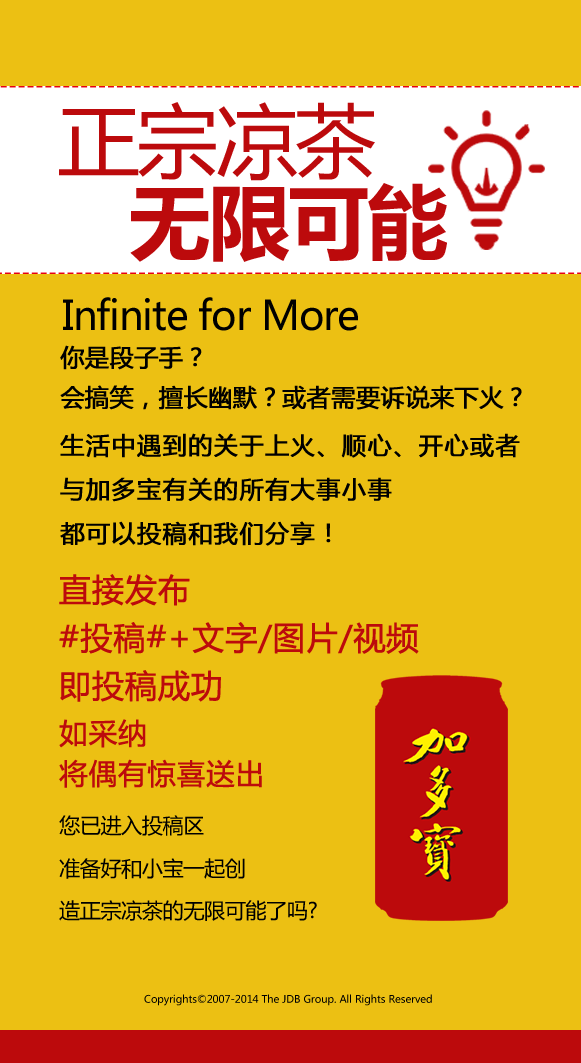 正宗凉茶
无限可能
Infinite for More
你是段子手？
会搞笑，擅长幽默？或者需要诉说来下火？
生活中遇到的关于上火、顺心、开心或者
与加多宝有关的所有大事小事
都可以投稿和我们分享！
直接发布
#投稿#+文字/图片/视频
即投稿成功
如采纳
将偶有惊喜送出
加多寶
您已进入投稿区
准备好和小宝一起创
造正宗凉茶的无限可能了吗?
Copyrights©2007-2014 The JDB Group. All Rights Reserved